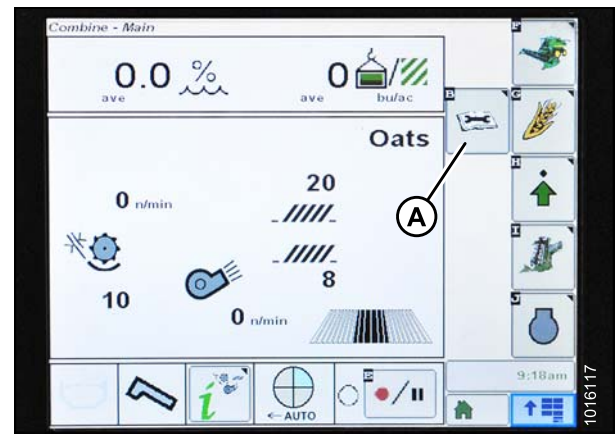 Combine - Main
F
0.0 %
ave
0 /
ave bu/ac
B
G
Oats
A
0 n/min
20
H
I
8
10
0 n/min
J
E
← AUTO
9:18am
1016117